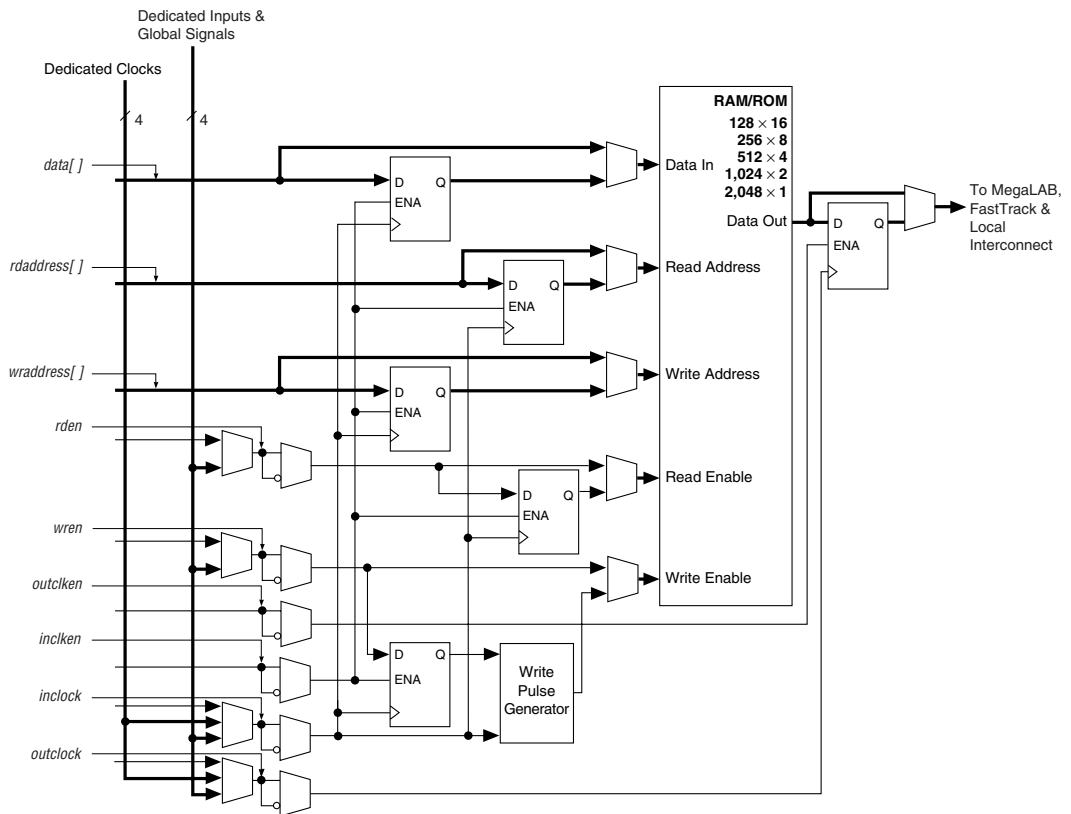 Dedicated Inputs &
Global Signals
Dedicated Clocks
4
4
RAM/ROM
128 × 16
256 × 8
512 × 4
1,024 × 2
2,048 × 1
data[ ]
D Q
ENA
Data In
Data Out
D Q
ENA
To MegaLAB,
FastTrack &
Local
Interconnect
rdaddress[ ]
D Q
ENA
Read Address
wraddress[ ]
D Q
ENA
Write Address
rden
D Q
ENA
Read Enable
wren
Write Enable
outclken
inclken
D Q
ENA
Write
Pulse
Generator
inclock
outclock